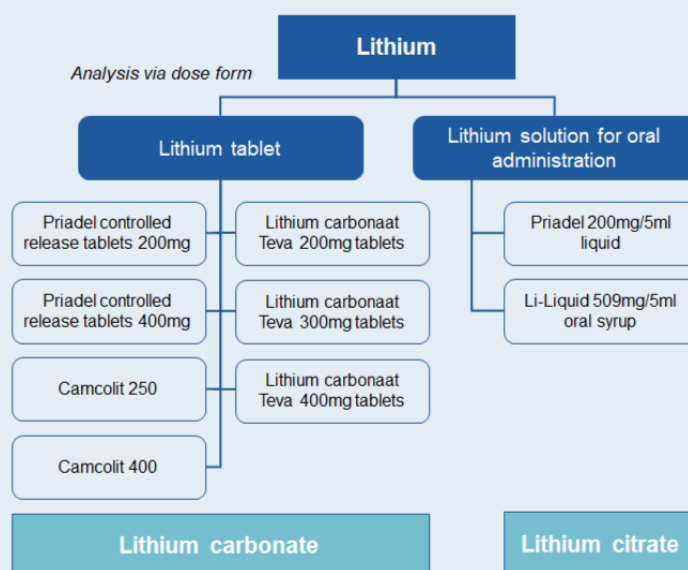 Lithium
Analysis via dose form
Lithium tablet
Lithium solution for oral
administration
Priadel controlled
release tablets 200mg
Lithium carbonaat
Teva 200mg tablets
Priadel 200mg/5ml
liquid
Priadel controlled
release tablets 400mg
Lithium carbonaat
Teva 300mg tablets
Li-Liquid 509mg/5ml
oral syrup
Camcolit 250
Lithium carbonaat
Teva 400mg tablets
Camcolit 400
Lithium carbonate
Lithium citrate